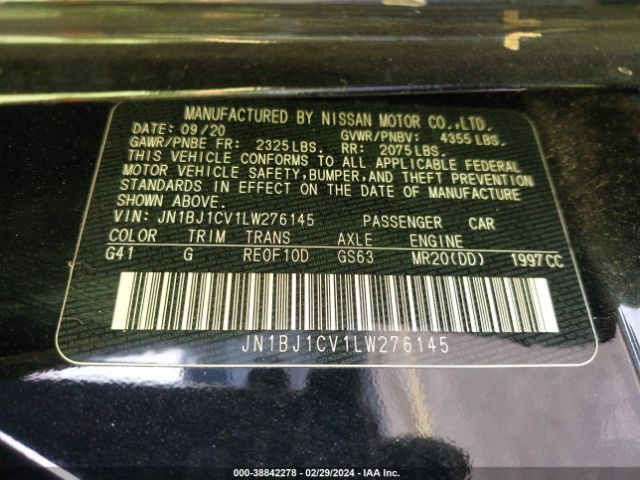 MANUFACTURED BY NISSAN MOTOR CO.,LTD.
DATE: 09/20 GVWR/PNBV: 4355 LBS.
GAWR/PNBE FR: 2325 LBS. RR: 2075 LBS.
THIS VEHICLE CONFORMS TO ALL APPLICABLE FEDERAL
MOTOR VEHICLE SAFETY, BUMPER, AND THEFT PREVENTION
STANDARDS IN EFFECT ON THE DATE OF MANUFACTURE
SHOWN ABOVE.
VIN: JN1BJ1CV1LW276145 PASSENGER CAR
COLOR TRIM TRANS AXLE ENGINE
G41 G RE0F10D GS63 MR20(DD) 1997CC
JN1BJ1CV1LW276145
000-38842278 - 02/29/2024 - IAA Inc.